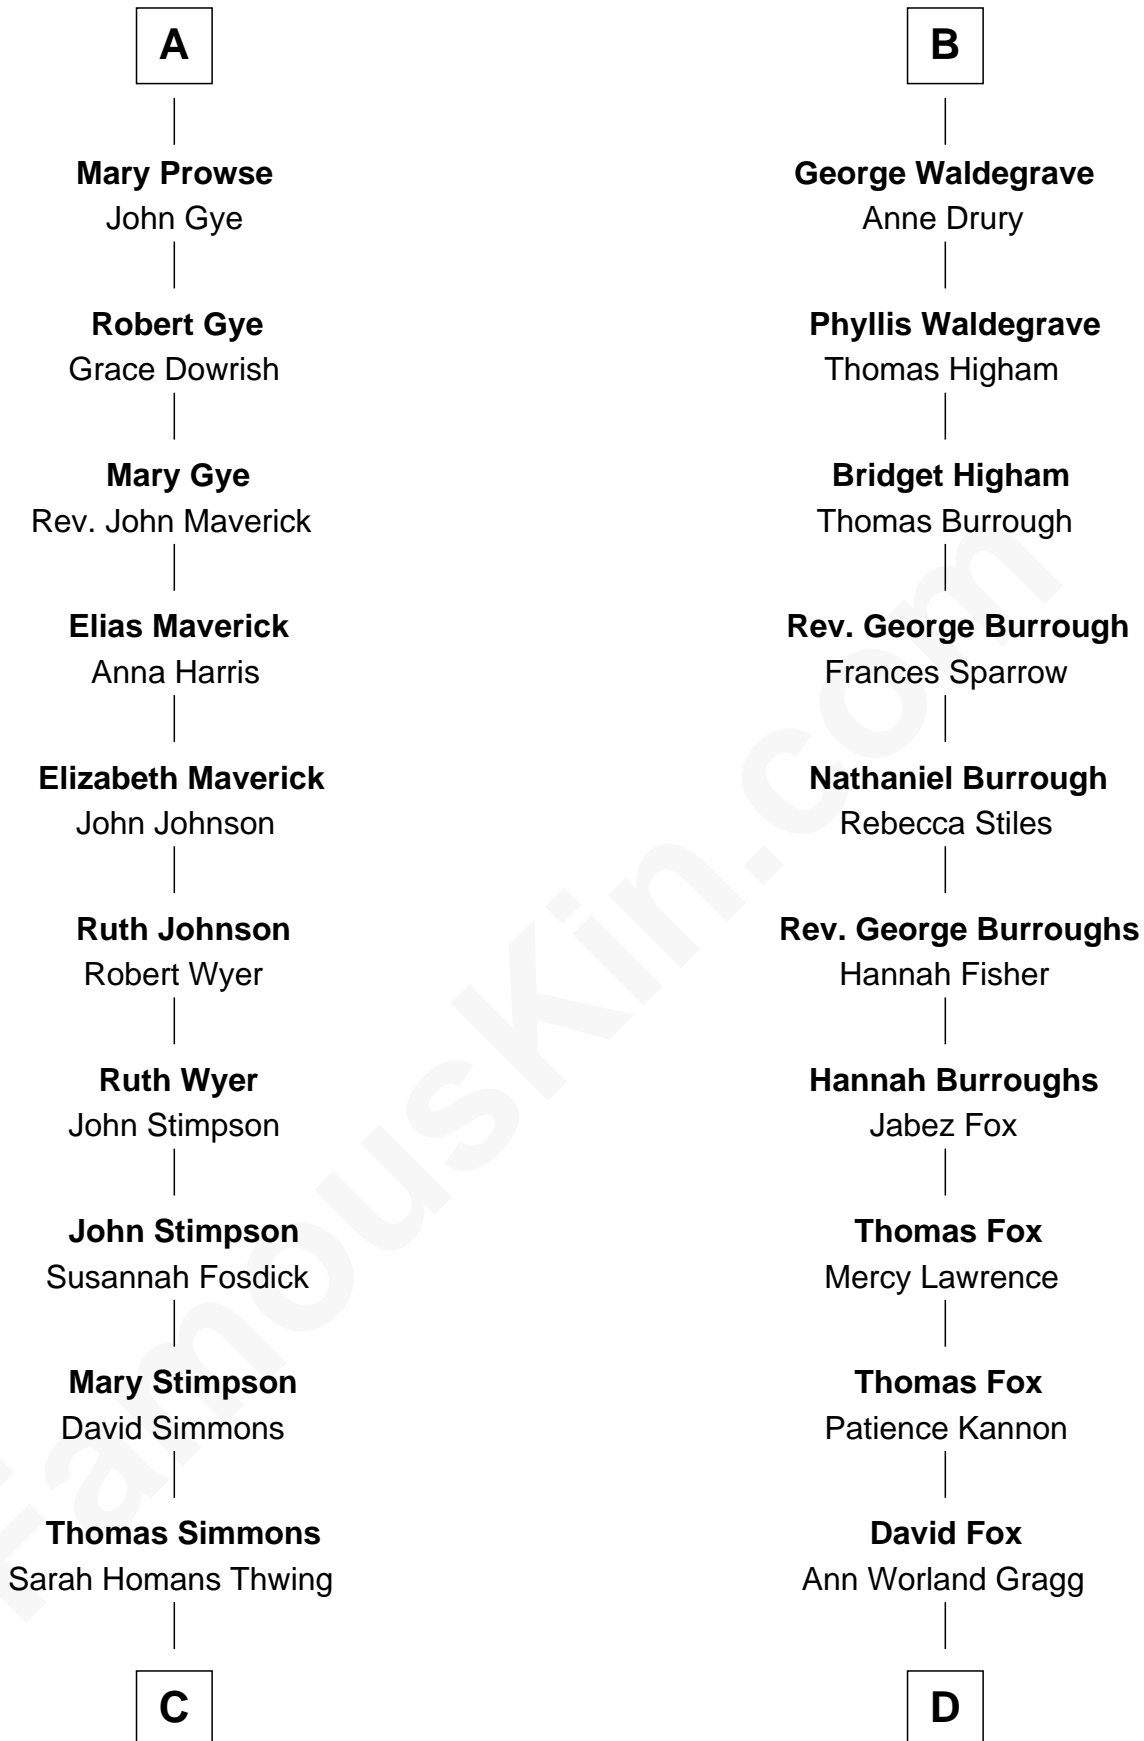 A
Mary Prowse
John Gye
Robert Gye
Grace Dowrish
Mary Gye
Rev. John Maverick
Elias Maverick
Anna Harris
Elizabeth Maverick
John Johnson
Ruth Johnson
Robert Wyer
Ruth Wyer
John Stimpson
John Stimpson
Susannah Fosdick
Mary Stimpson
David Simmons
Thomas Simmons
Sarah Homans Thwing
C
B
George Waldegrave
Anne Drury
Phyllis Waldegrave
Thomas Higham
Bridget Higham
Thomas Burrough
Rev. George Burrough
Frances Sparrow
Nathaniel Burrough
Rebecca Stiles
Rev. George Burroughs
Hannah Fisher
Hannah Burroughs
Jabez Fox
Thomas Fox
Mercy Lawrence
Thomas Fox
Patience Kannon
David Fox
Ann Worland Gragg
D
FamousKin.com